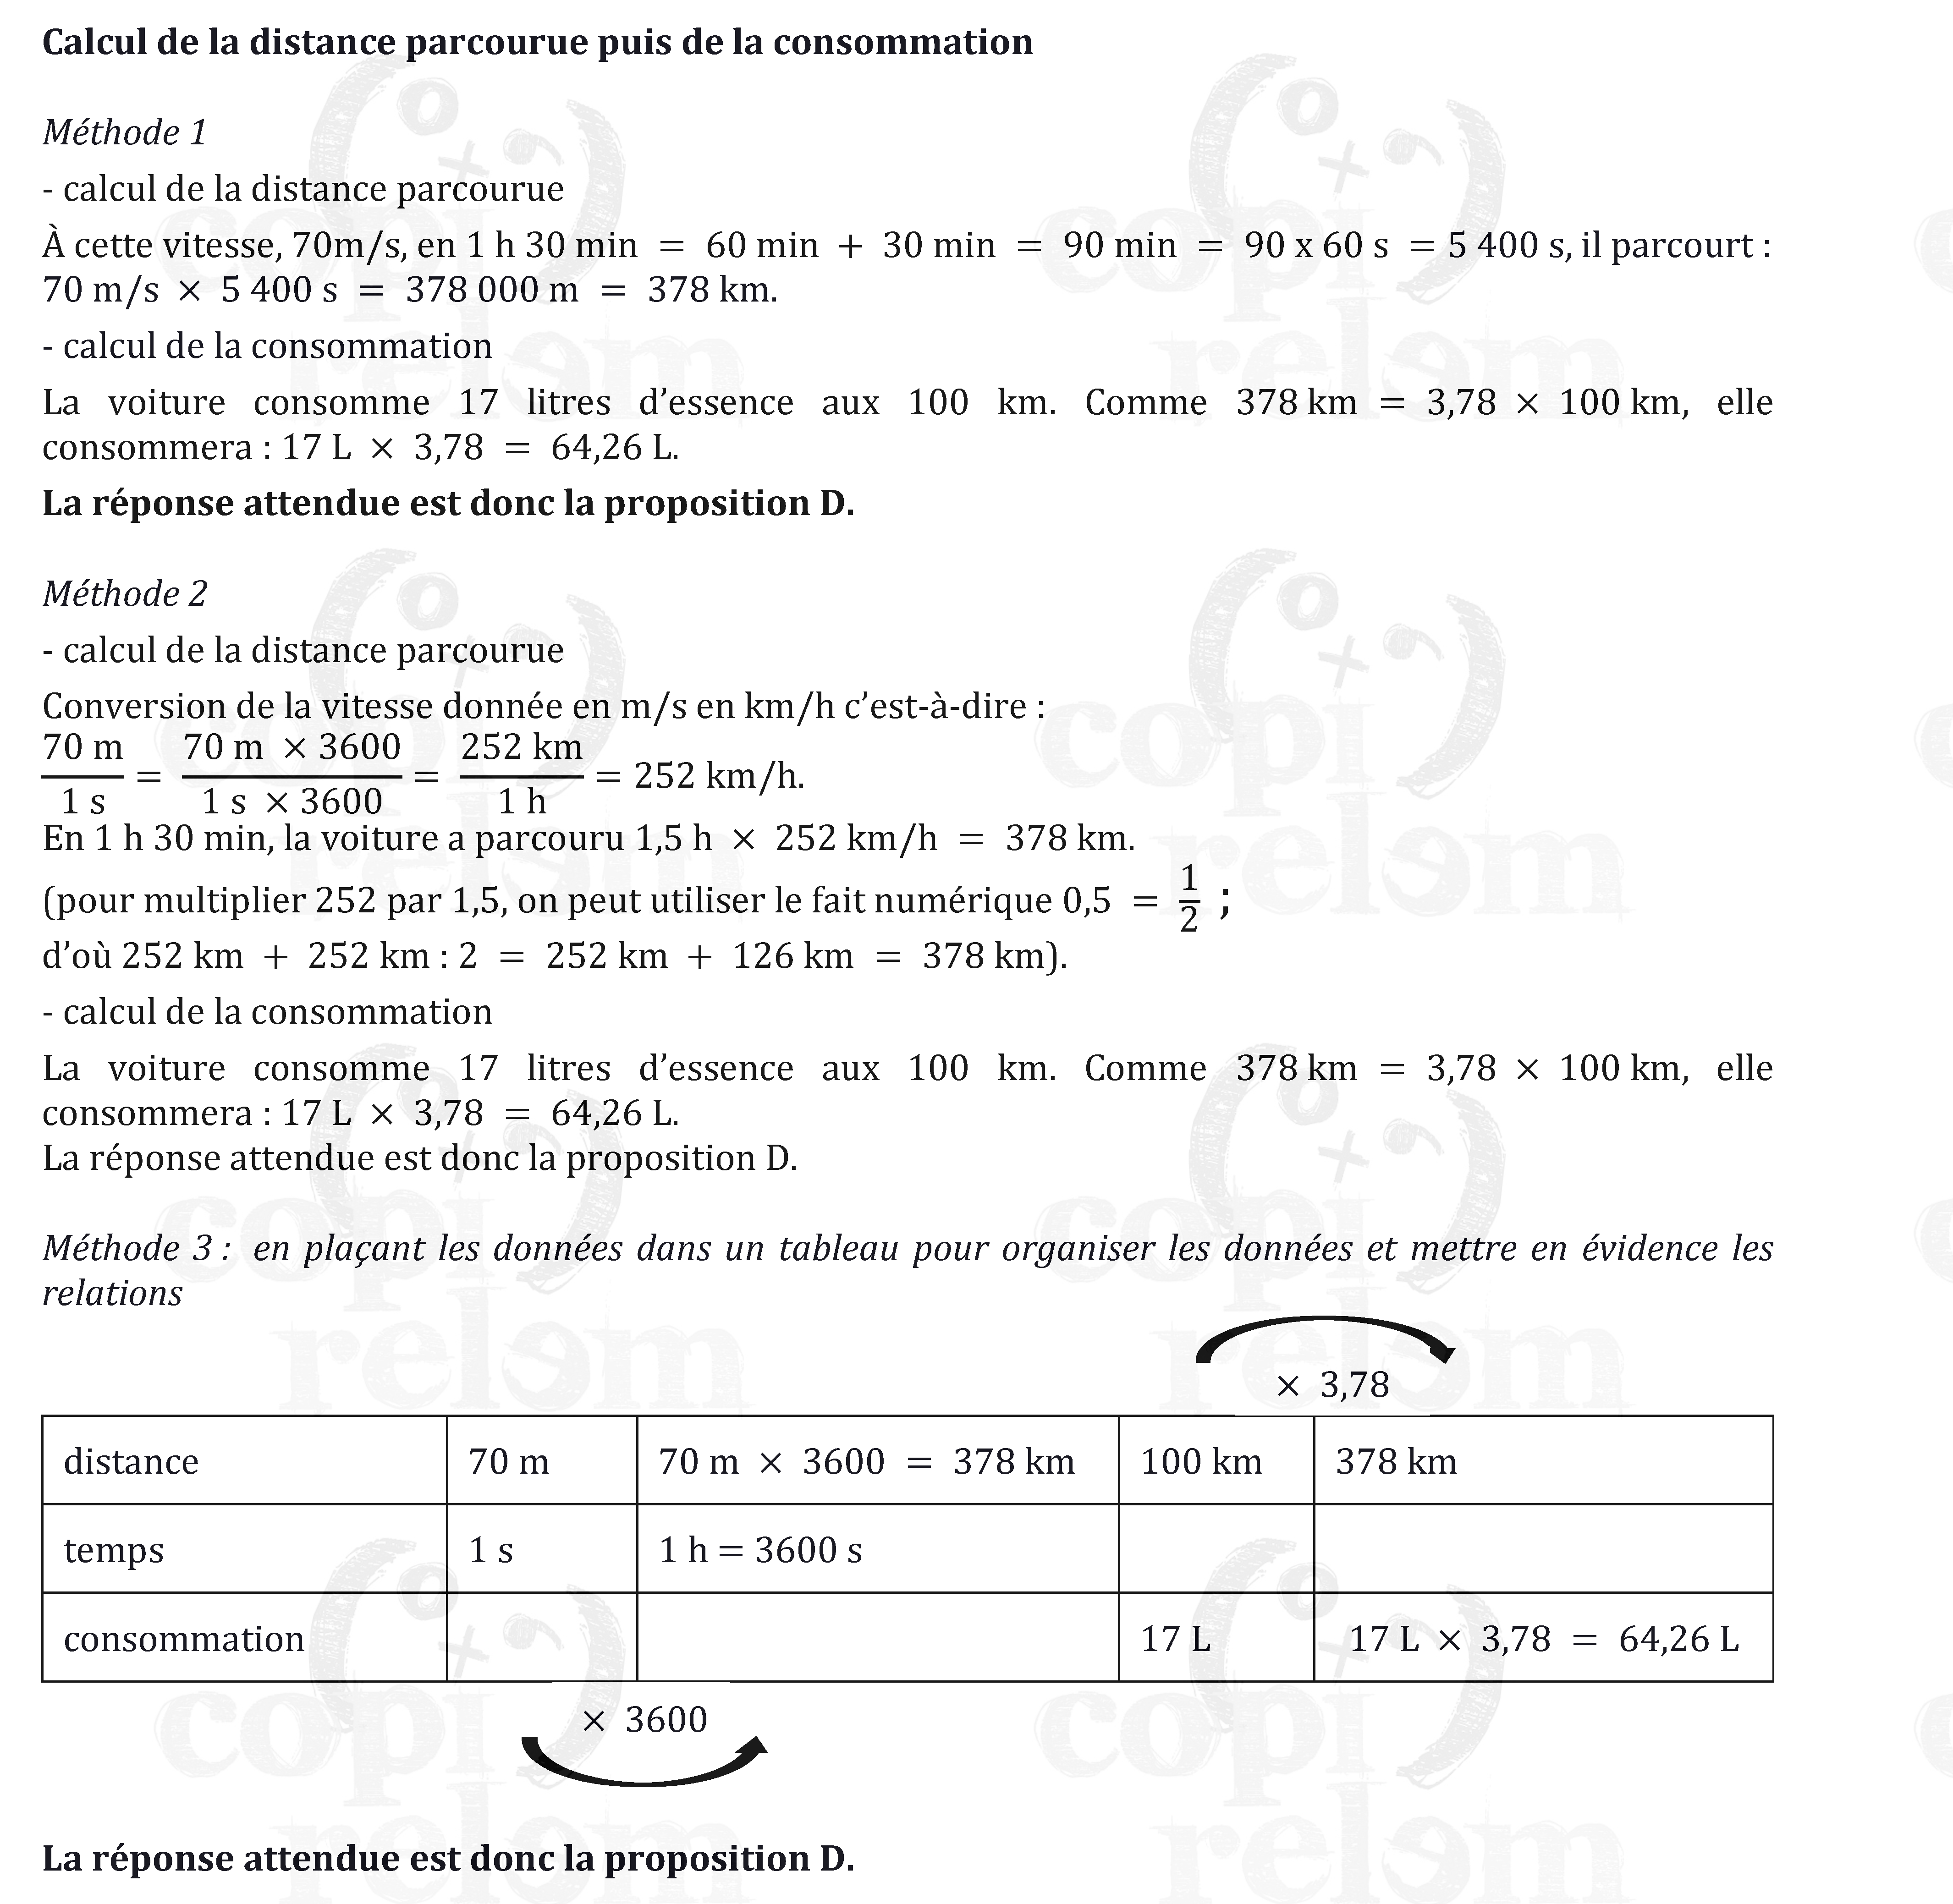 Calcul de la distance parcourue puis de la consommation
Méthode 1
- calcul de la distance parcourue
À cette vitesse, 70m/s, en 1 h 30 min = 60 min + 30 min = 90 min = 90 x 60 s = 5 400 s, il parcourt :
70 m/s × 5 400 s = 378 000 m = 378 km.
- calcul de la consommation
La voiture consomme 17 litres d’essence aux 100 km. Comme 378 km = 3,78 × 100 km, elle
consommera : 17 L × 3,78 = 64,26 L.
La réponse attendue est donc la proposition D.
Méthode 2
- calcul de la distance parcourue
Conversion de la vitesse donnée en m/s en km/h c’est-à-dire :
70 m / 1 s = 70 m × 3600 / 1 s × 3600 = 252 km / 1 h = 252 km/h.
En 1 h 30 min, la voiture a parcouru 1,5 h × 252 km/h = 378 km.
(pour multiplier 252 par 1,5, on peut utiliser le fait numérique 0,5 = 1/2 ;
d’où 252 km + 252 km : 2 = 252 km + 126 km = 378 km).
- calcul de la consommation
La voiture consomme 17 litres d’essence aux 100 km. Comme 378 km = 3,78 × 100 km, elle
consommera : 17 L × 3,78 = 64,26 L.
La réponse attendue est donc la proposition D.
Méthode 3 : en plaçant les données dans un tableau pour organiser les données et mettre en évidence les
relations
× 3,78
distance 70 m 70 m × 3600 = 378 km 100 km 378 km
temps 1 s 1 h = 3600 s
consommation 17 L 17 L × 3,78 = 64,26 L
× 3600
La réponse attendue est donc la proposition D.
copi
relem